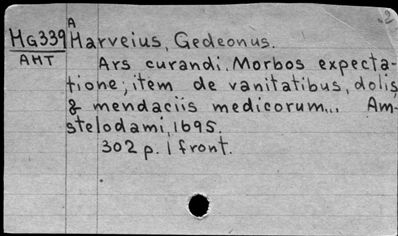 A
HG339 Harveius, Gedeonus.
AMT Ars curandi. Morbos expecta-
tione; item de vanitatibus, dolis,
& mendaciis medicorum... Am-
stelodami, 1695.
302 p. 1 front.